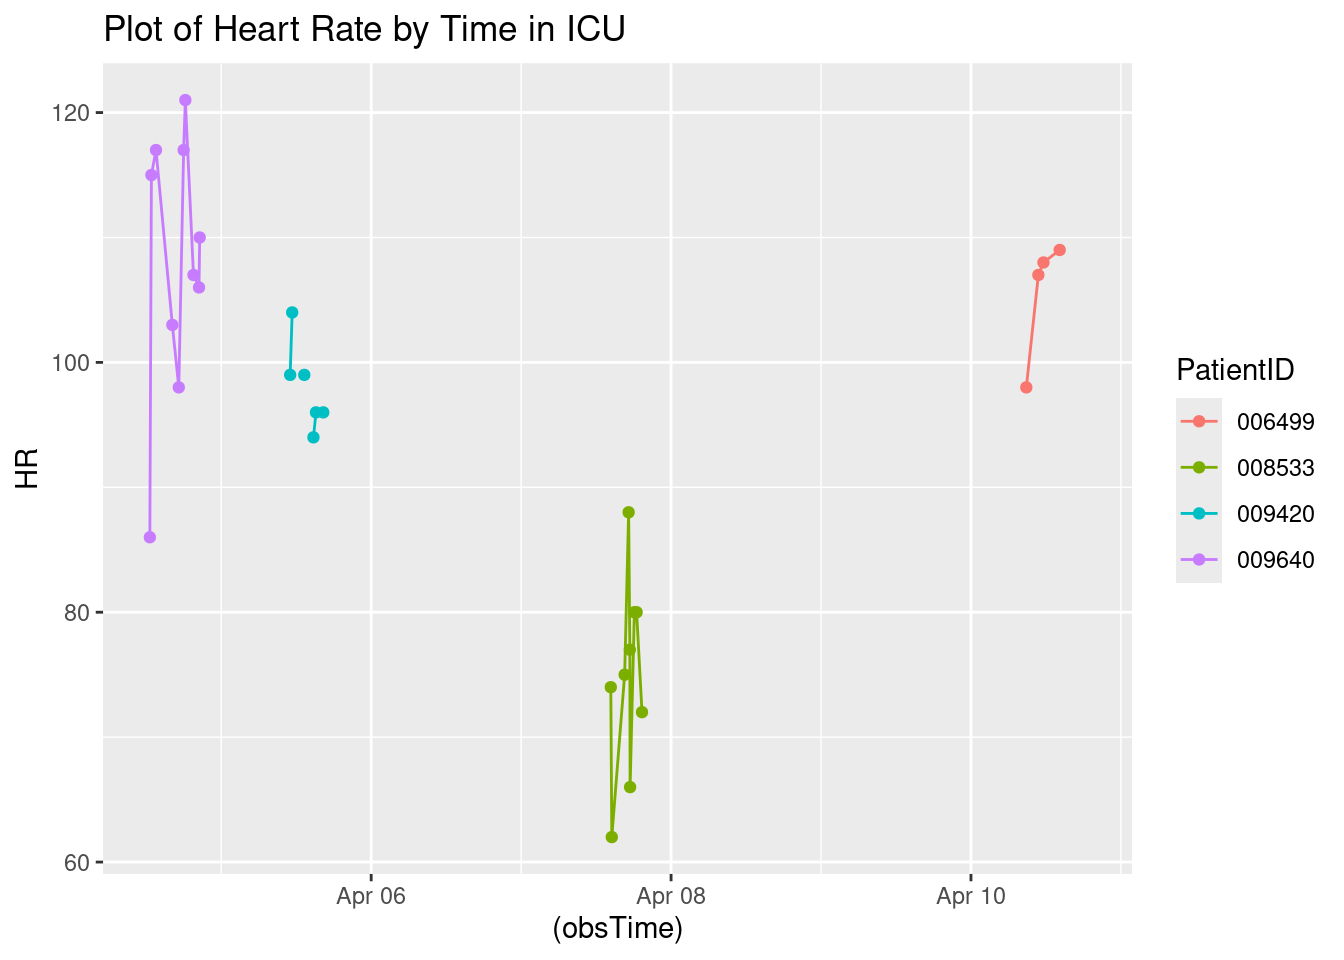 Plot of Heart Rate by Time in ICU
120
100
80
60
HR
Apr 06
Apr 08
Apr 10
(obsTime)
PatientID
006499
008533
009420
009640